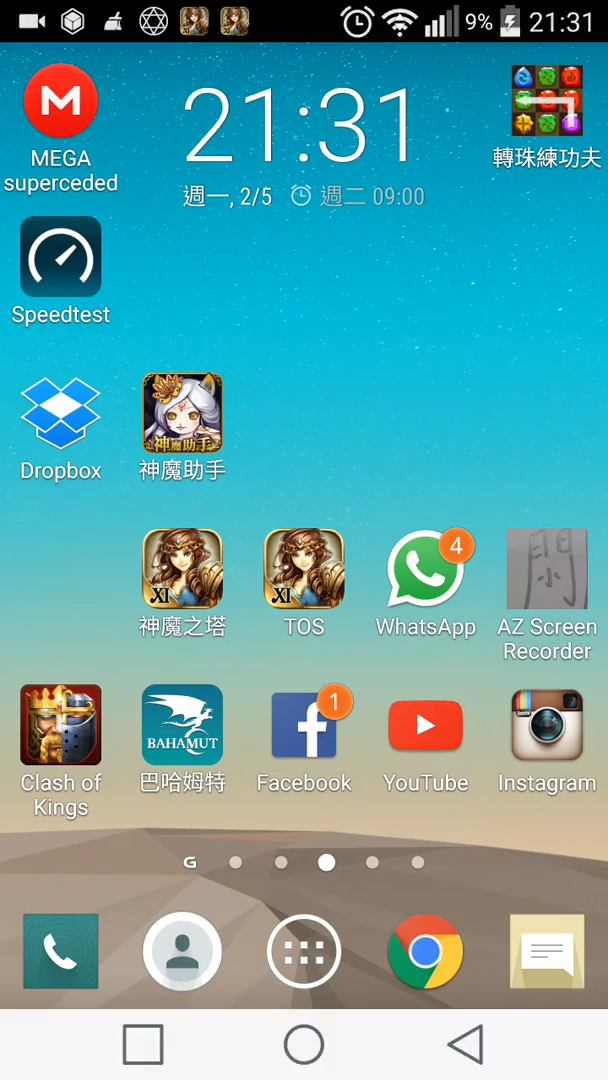 9% 21:31
21:31
週一, 2/5 週二 09:00
MEGA
superceded
轉珠練功夫
Speedtest
Dropbox
神魔助手
神魔助手
XI
神魔之塔
XI
TOS
4
WhatsApp
閑
AZ Screen
Recorder
Clash of
Kings
BAHAMUT
巴哈姆特
1
Facebook
YouTube
Instagram
G